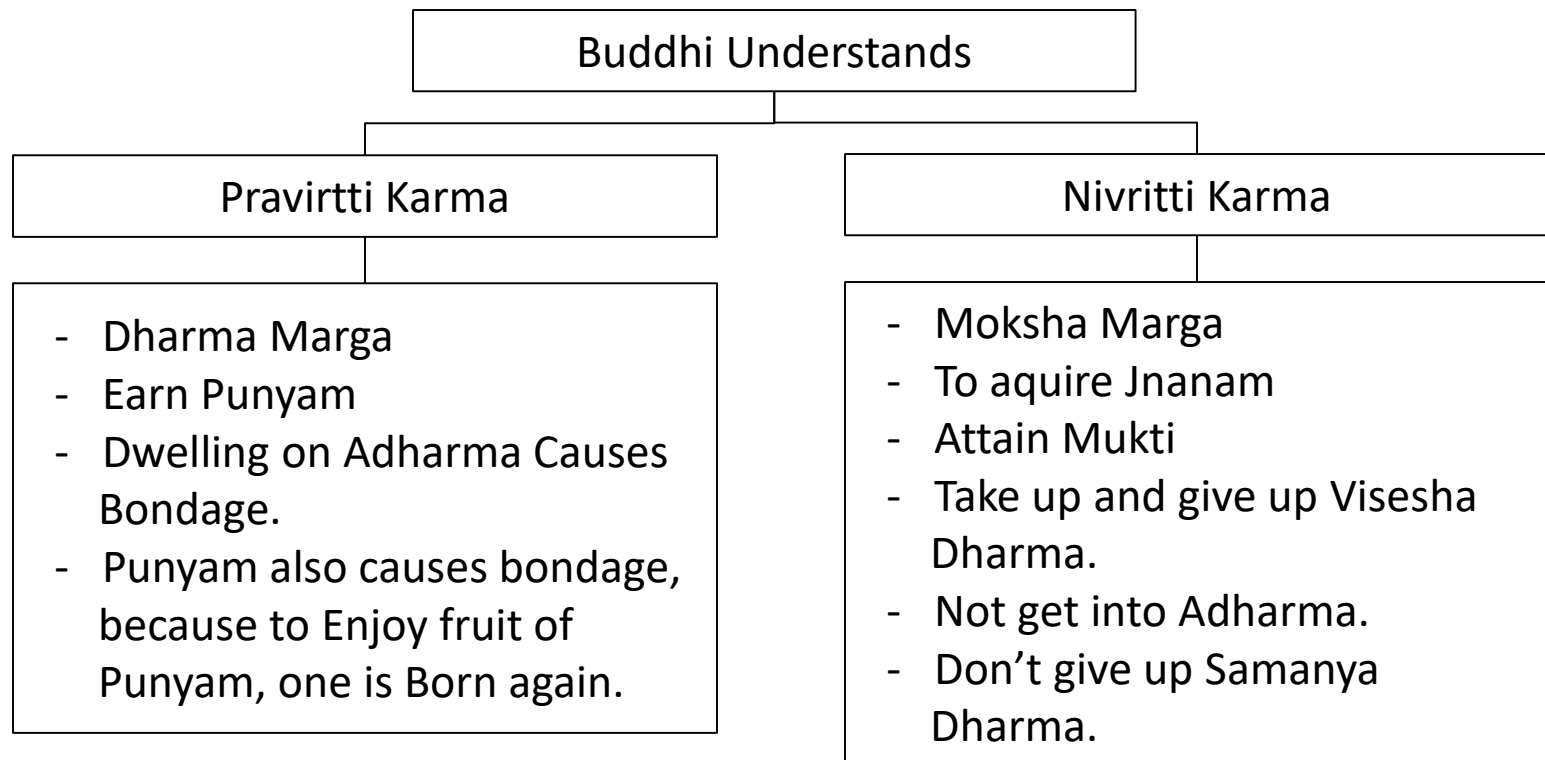 Buddhi Understands
Pravirtti Karma
- Dharma Marga
- Earn Punyam
- Dwelling on Adharma Causes
Bondage.
- Punyam also causes bondage,
because to Enjoy fruit of
Punyam, one is Born again.
Nivritti Karma
- Moksha Marga
- To aquire Jnanam
- Attain Mukti
- Take up and give up Visesha
Dharma.
- Not get into Adharma.
- Don’t give up Samanya
Dharma.